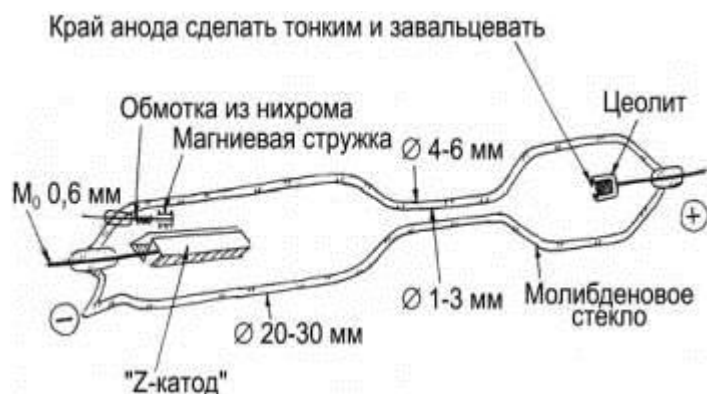 Край анода сделать тонким и завальцевать
Обмотка из нихрома
Магниевая стружка
Цеолит
Ø 4-6 мм
M₀ 0,6 мм
+
Ø 1-3 мм
Молибденовое
стекло
−
Ø 20-30 мм
"Z-катод"